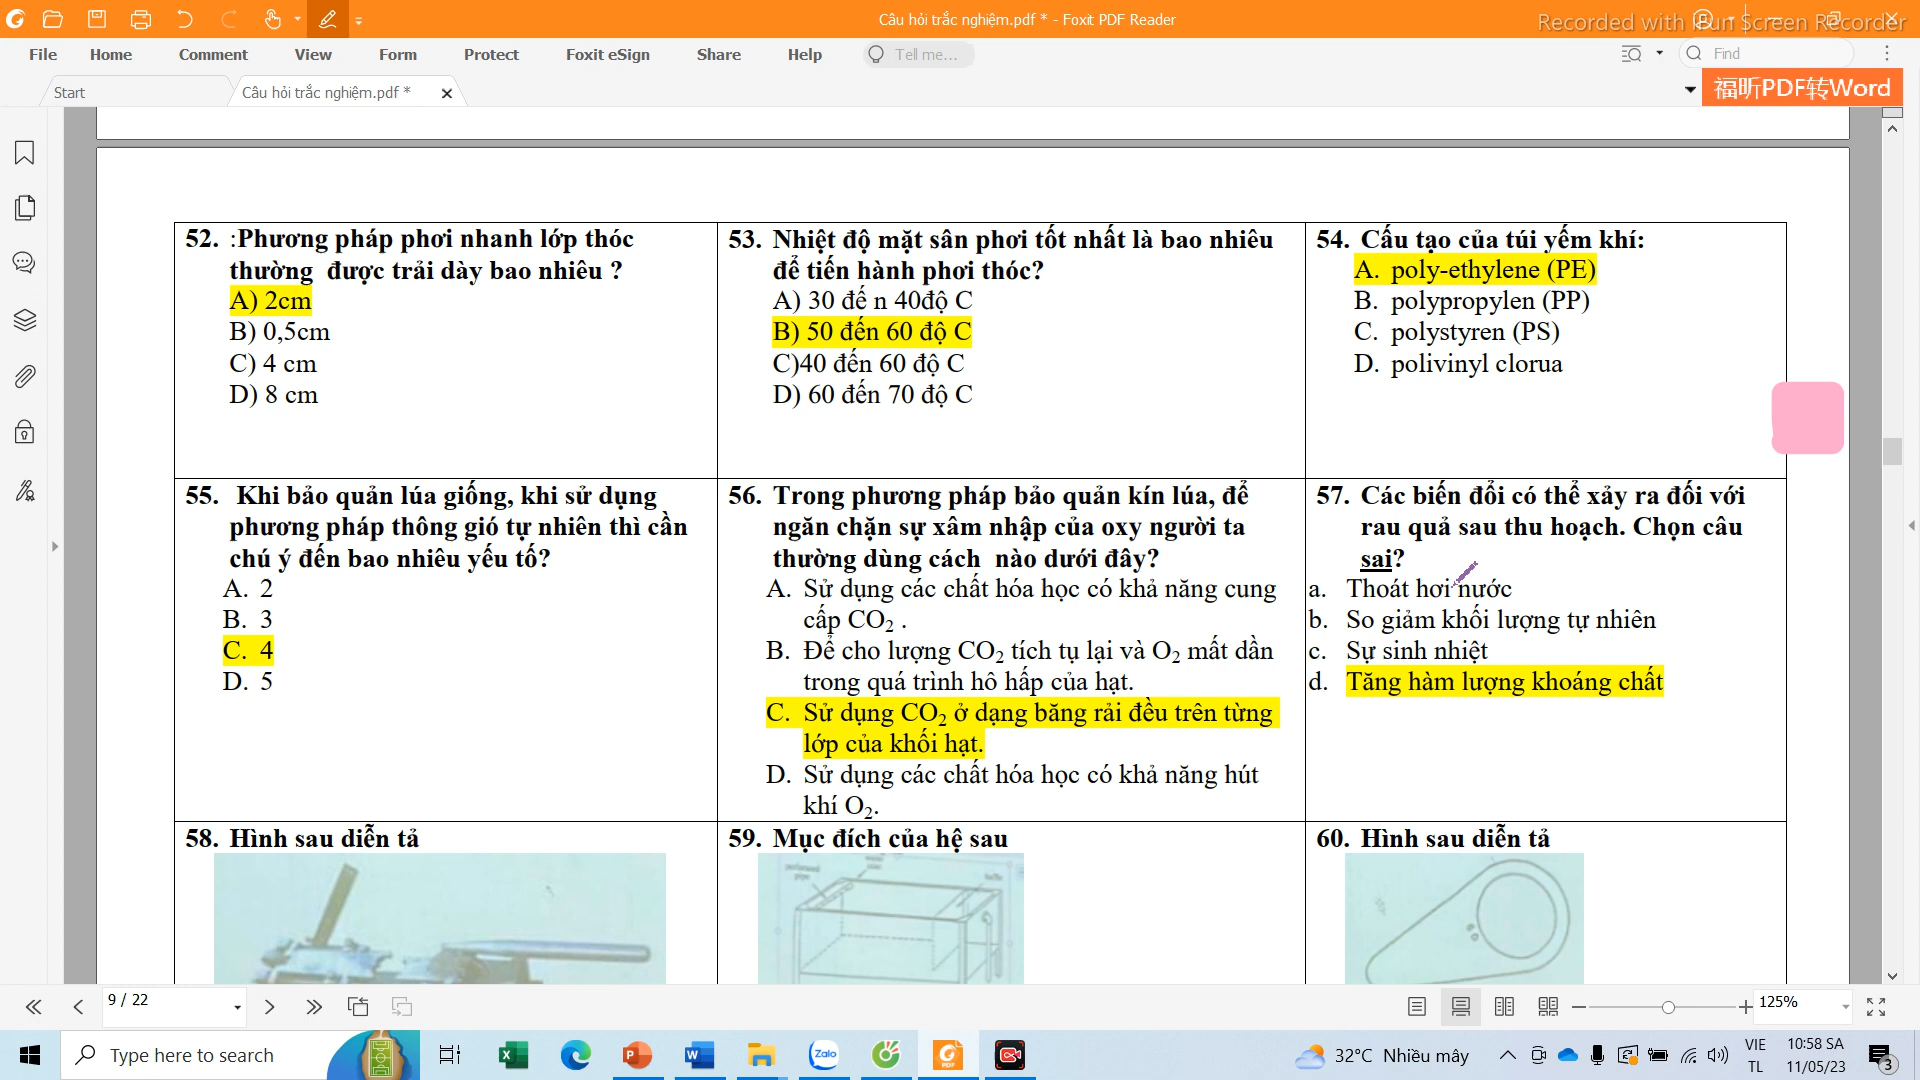 Câu hỏi trắc nghiệm.pdf * - Foxit PDF Reader
Recorded with iFun Screen Recorder
File Home Comment View Form Protect Foxit eSign Share Help Tell me... Find
Start Câu hỏi trắc nghiệm.pdf *
福昕PDF转Word
52. :Phương pháp phơi nhanh lớp thóc
thường được trải dày bao nhiêu ?
A) 2cm
B) 0,5cm
C) 4 cm
D) 8 cm
53. Nhiệt độ mặt sân phơi tốt nhất là bao nhiêu
để tiến hành phơi thóc?
A) 30 đế n 40độ C
B) 50 đến 60 độ C
C)40 đến 60 độ C
D) 60 đến 70 độ C
54. Cấu tạo của túi yếm khí:
A. poly-ethylene (PE)
B. polypropylen (PP)
C. polystyren (PS)
D. polivinyl clorua
55. Khi bảo quản lúa giống, khi sử dụng
phương pháp thông gió tự nhiên thì cần
chú ý đến bao nhiêu yếu tố?
A. 2
B. 3
C. 4
D. 5
56. Trong phương pháp bảo quản kín lúa, để
ngăn chặn sự xâm nhập của oxy người ta
thường dùng cách nào dưới đây?
A. Sử dụng các chất hóa học có khả năng cung
cấp CO₂ .
B. Để cho lượng CO₂ tích tụ lại và O₂ mất dần
trong quá trình hô hấp của hạt.
C. Sử dụng CO₂ ở dạng băng rải đều trên từng
lớp của khối hạt.
D. Sử dụng các chất hóa học có khả năng hút
khí O₂.
57. Các biến đổi có thể xảy ra đối với
rau quả sau thu hoạch. Chọn câu
sai?
a. Thoát hơi nước
b. So giảm khối lượng tự nhiên
c. Sự sinh nhiệt
d. Tăng hàm lượng khoáng chất
58. Hình sau diễn tả
59. Mục đích của hệ sau
60. Hình sau diễn tả
9 / 22
125%
Type here to search
32°C Nhiều mây
VIE
TL
10:58 SA
11/05/23
3